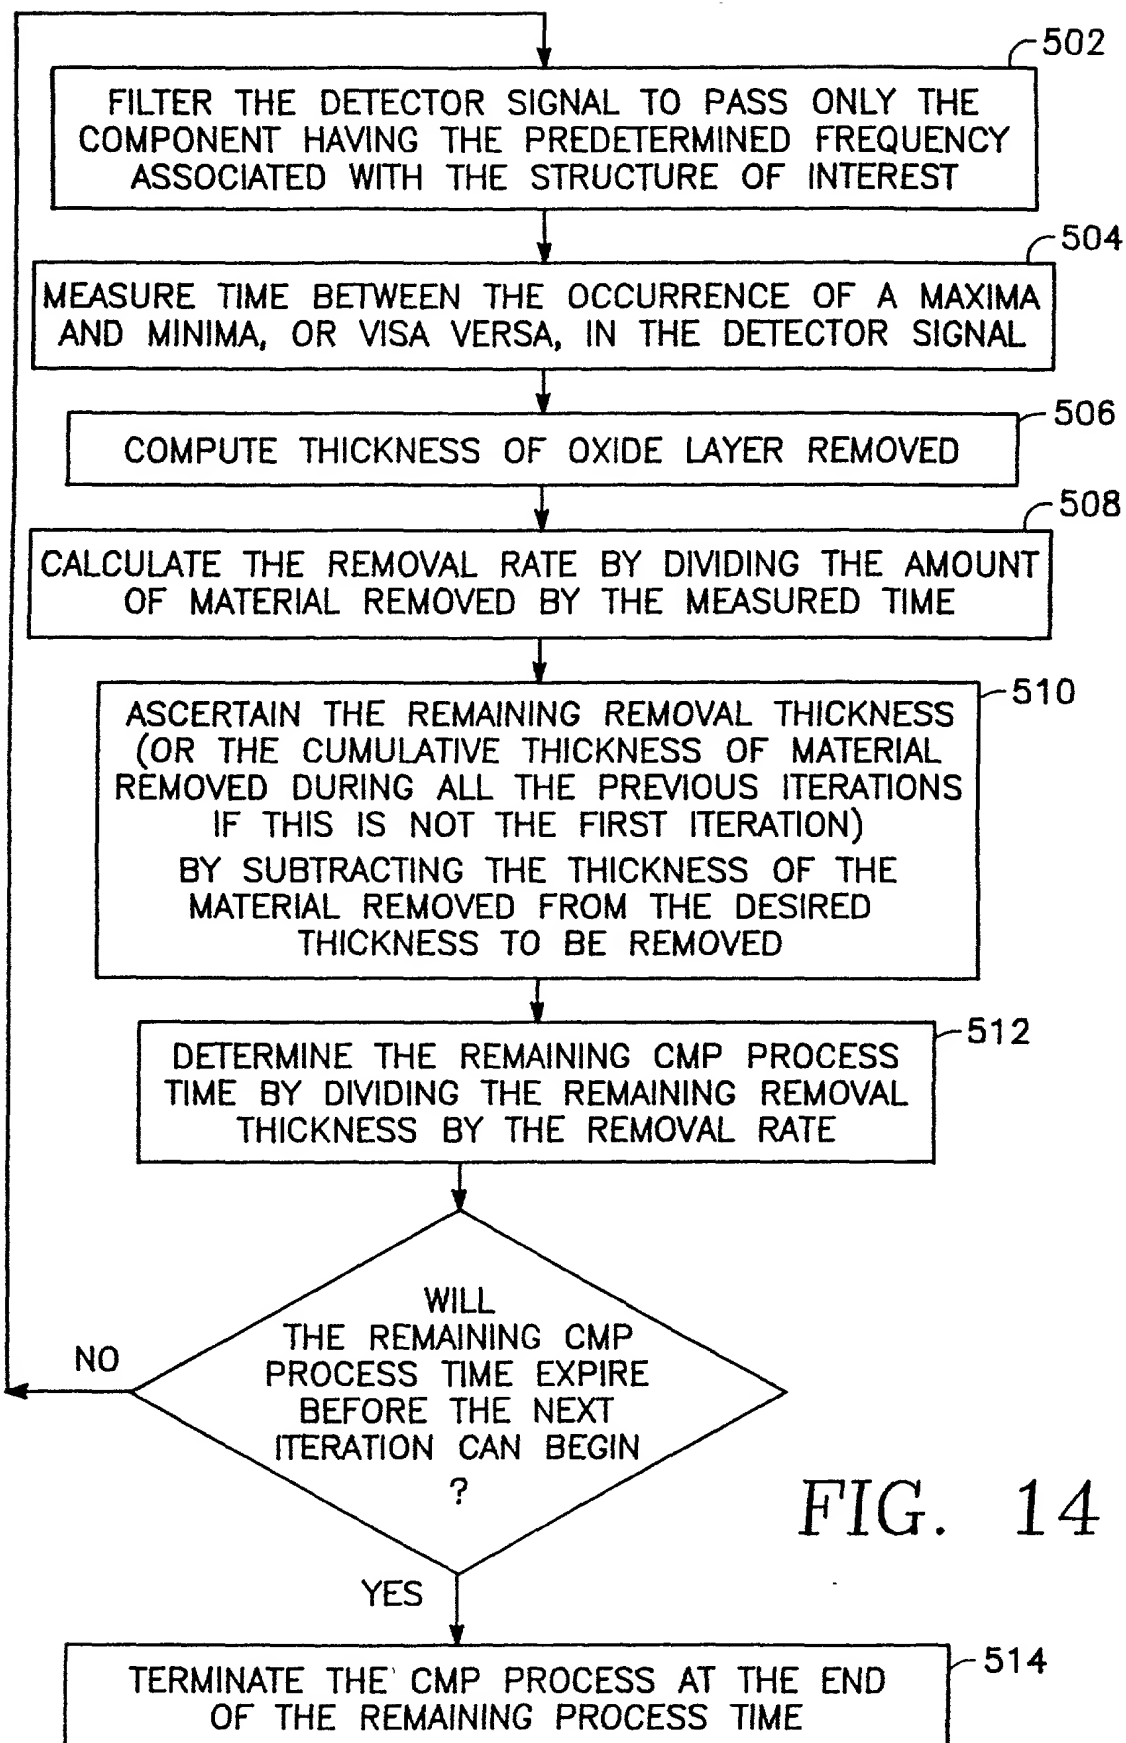 502
FILTER THE DETECTOR SIGNAL TO PASS ONLY THE
COMPONENT HAVING THE PREDETERMINED FREQUENCY
ASSOCIATED WITH THE STRUCTURE OF INTEREST
504
MEASURE TIME BETWEEN THE OCCURRENCE OF A MAXIMA
AND MINIMA, OR VISA VERSA, IN THE DETECTOR SIGNAL
506
COMPUTE THICKNESS OF OXIDE LAYER REMOVED
508
CALCULATE THE REMOVAL RATE BY DIVIDING THE AMOUNT
OF MATERIAL REMOVED BY THE MEASURED TIME
510
ASCERTAIN THE REMAINING REMOVAL THICKNESS
(OR THE CUMULATIVE THICKNESS OF MATERIAL
REMOVED DURING ALL THE PREVIOUS ITERATIONS
IF THIS IS NOT THE FIRST ITERATION)
BY SUBTRACTING THE THICKNESS OF THE
MATERIAL REMOVED FROM THE DESIRED
THICKNESS TO BE REMOVED
512
DETERMINE THE REMAINING CMP PROCESS
TIME BY DIVIDING THE REMAINING REMOVAL
THICKNESS BY THE REMOVAL RATE
WILL
THE REMAINING CMP
PROCESS TIME EXPIRE
BEFORE THE NEXT
ITERATION CAN BEGIN
?
NO
FIG. 14
YES
514
TERMINATE THE CMP PROCESS AT THE END
OF THE REMAINING PROCESS TIME